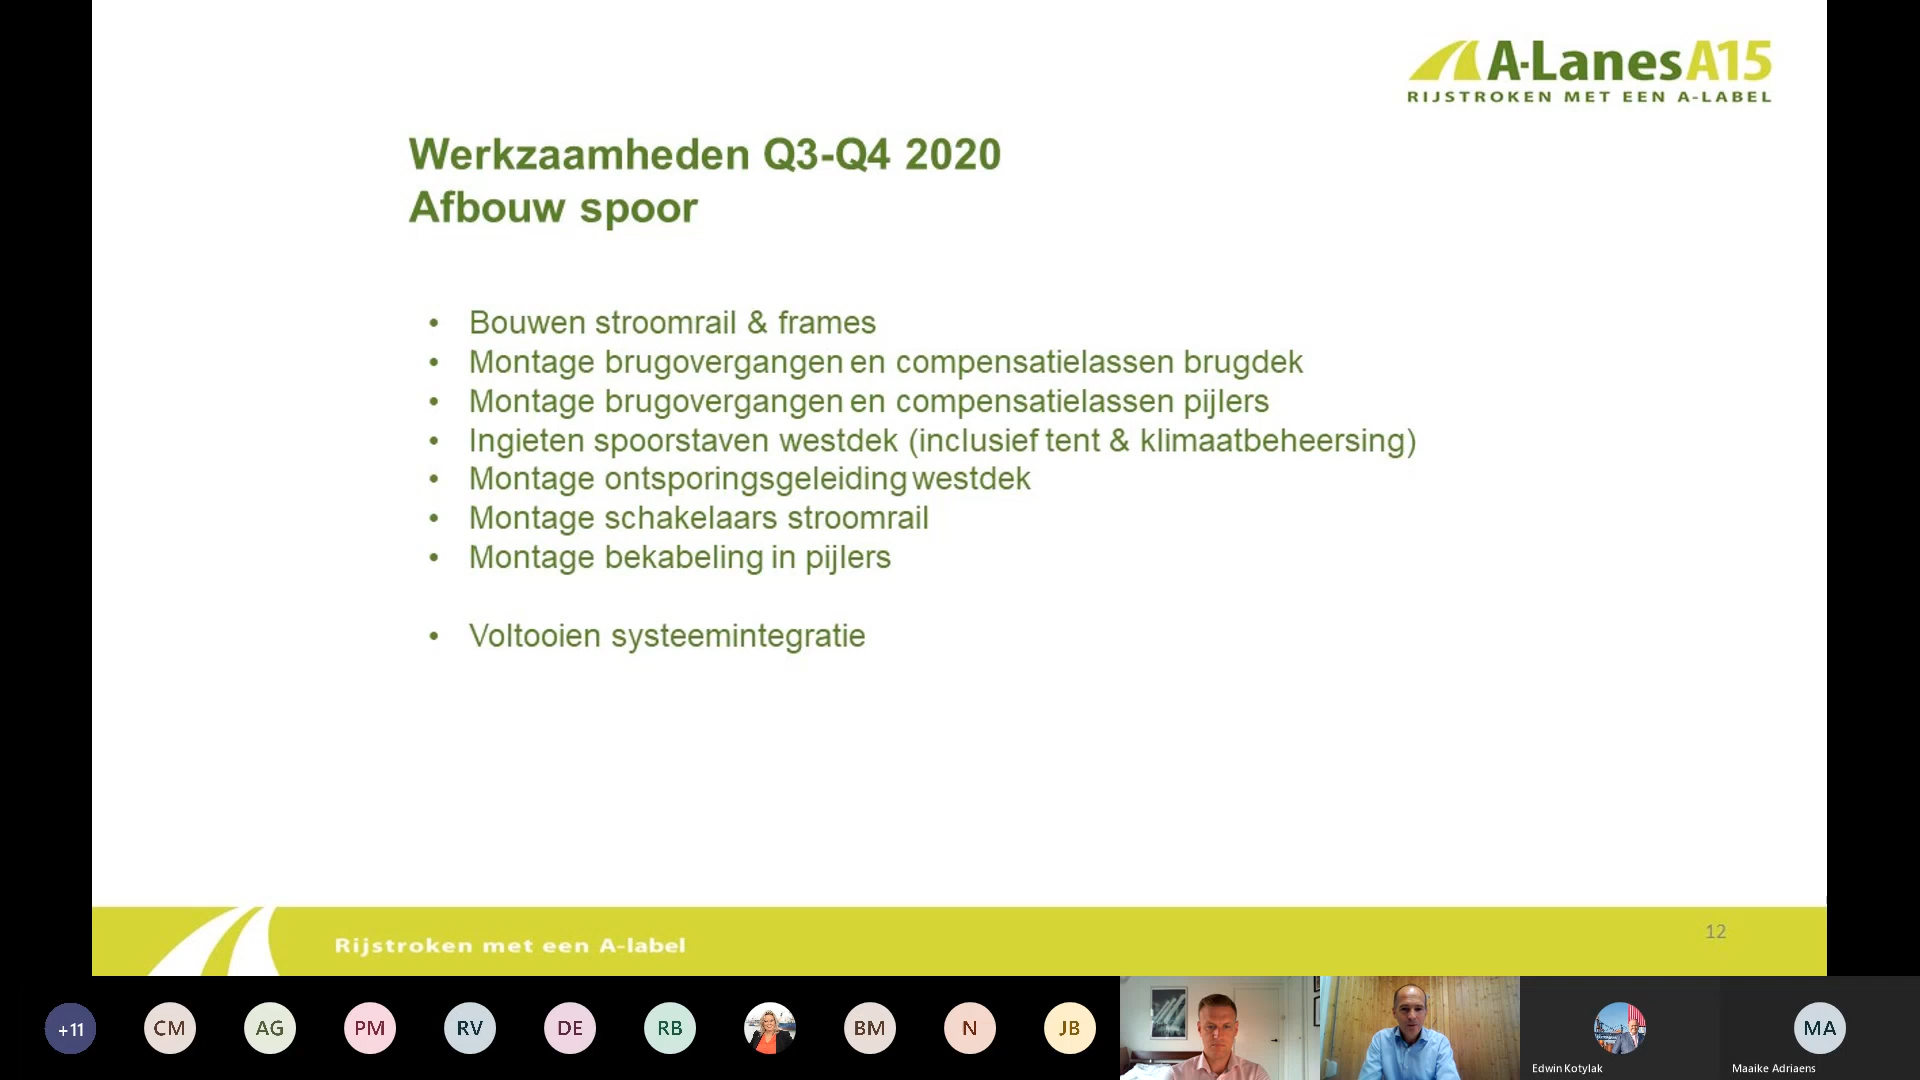 A-Lanes A15
RIJSTROKEN MET EEN A-LABEL
Werkzaamheden Q3-Q4 2020
Afbouw spoor
• Bouwen stroomrail & frames
• Montage brugovergangen en compensatielassen brugdek
• Montage brugovergangen en compensatielassen pijlers
• Ingieten spoorstaven westdek (inclusief tent & klimaatbeheersing)
• Montage ontsporingsgeleiding westdek
• Montage schakelaars stroomrail
• Montage bekabeling in pijlers
• Voltooien systeemintegratie
Rijstroken met een A-label
12
+11 CM AG PM RV DE RB BM N JB MA
Edwin Kotylak Maaike Adriaens